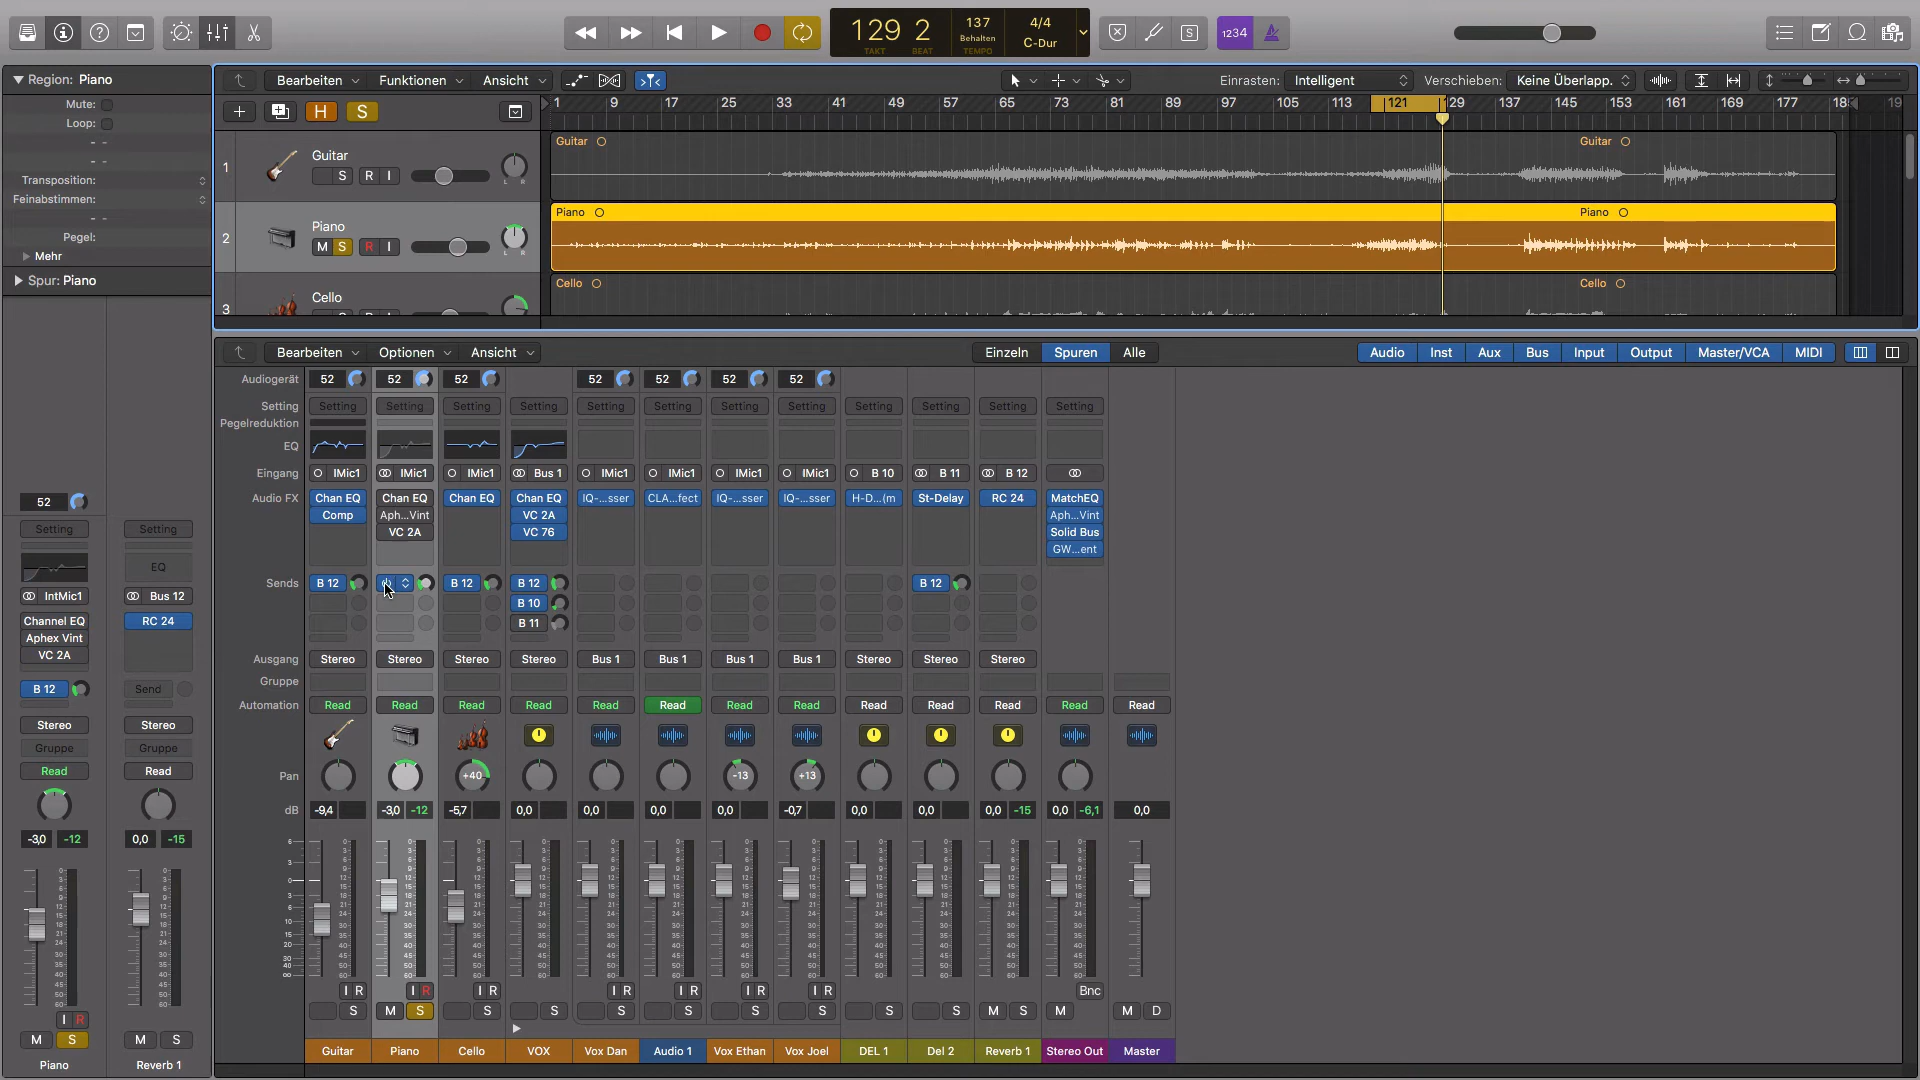 129 2
TAKT BEAT
137
Behalten
TEMPO
4/4
C-Dur
1234
Region: Piano
Mute:
Loop:
Transposition:
Feinabstimmen:
Pegel:
Mehr
Spur: Piano
Bearbeiten Funktionen Ansicht
Einrasten: Intelligent Verschieben: Keine Überlapp.
H S
1 9 17 25 33 41 49 57 65 73 81 89 97 105 113 121 129 137 145 153 161 169 177 18 19
1 Guitar
S R I
L R
Guitar Guitar
2 Piano
M S R I
L R
Piano Piano
3 Cello
Cello Cello
Bearbeiten Optionen Ansicht
Einzeln Spuren Alle
Audio Inst Aux Bus Input Output Master/VCA MIDI
Audiogerät 52 52 52 52 52 52 52
Setting Setting Setting Setting Setting Setting Setting Setting Setting Setting Setting Setting Setting
Pegelreduktion
EQ
Eingang IMic1 IMic1 IMic1 Bus 1 IMic1 IMic1 IMic1 IMic1 B 10 B 11 B 12
Audio FX Chan EQ Chan EQ Chan EQ Chan EQ IQ-...sser CLA...fect IQ-...sser IQ-...sser H-D...(m St-Delay RC 24 MatchEQ
Comp Aph...Vint VC 2A Aph...Vint
VC 2A VC 76 Solid Bus
GW...ent
Sends B 12 B 12 B 12 B 12
B 10
B 11
Ausgang Stereo Stereo Stereo Stereo Bus 1 Bus 1 Bus 1 Bus 1 Stereo Stereo Stereo
Gruppe
Automation Read Read Read Read Read Read Read Read Read Read Read Read Read
Pan +40 -13 +13
dB -9,4 -3,0 -12 -5,7 0,0 0,0 0,0 0,0 -0,7 0,0 0,0 0,0 -15 0,0 -6,1 0,0
I R I R I R I R I R I R I R Bnc
S M S S S S S S S S S M S M M D
Guitar Piano Cello VOX Vox Dan Audio 1 Vox Ethan Vox Joel DEL 1 Del 2 Reverb 1 Stereo Out Master
52
Setting Setting
EQ
IntMic1 Bus 12
Channel EQ RC 24
Aphex Vint
VC 2A
B 12 Send
Stereo Stereo
Gruppe Gruppe
Read Read
-3,0 -12 0,0 -15
I R
M S M S
Piano Reverb 1